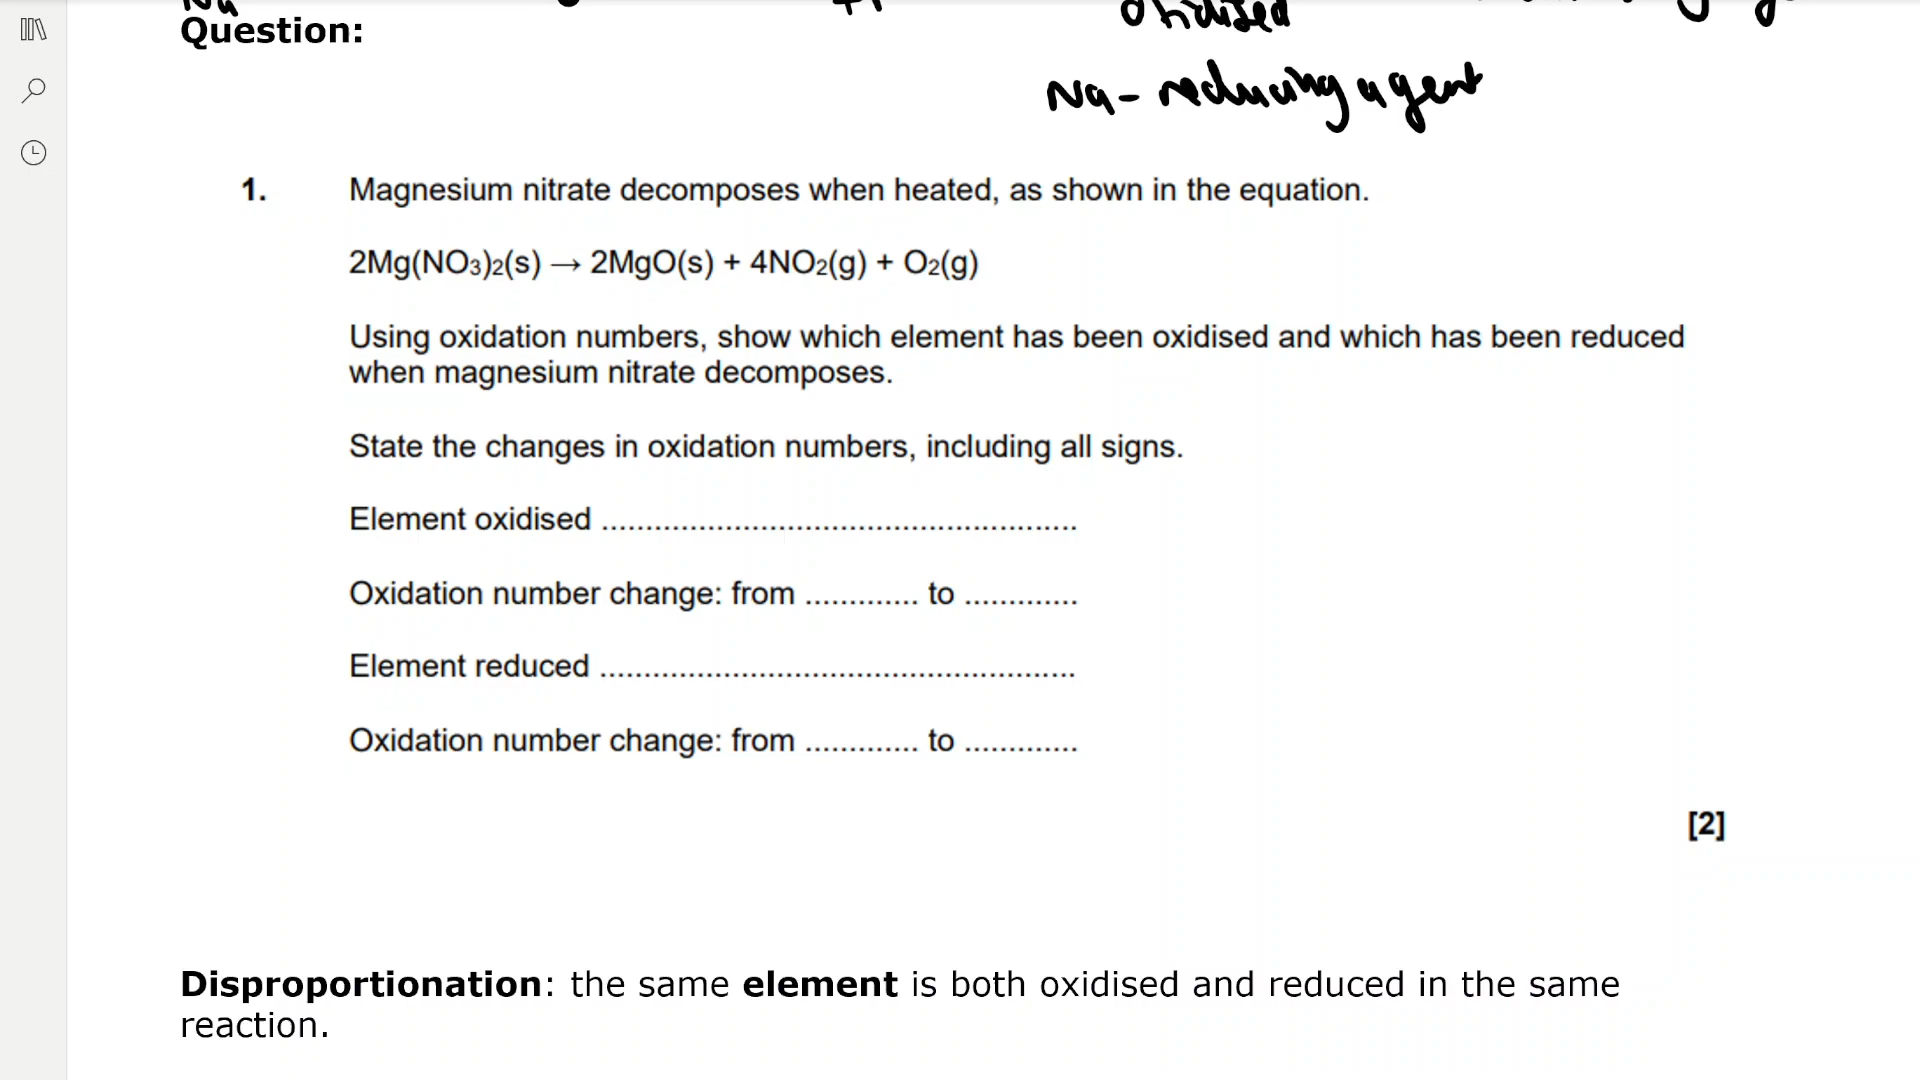 Na
oxidised
Question:
Na - reducing agent
1. Magnesium nitrate decomposes when heated, as shown in the equation.
2Mg(NO3)2(s) → 2MgO(s) + 4NO2(g) + O2(g)
Using oxidation numbers, show which element has been oxidised and which has been reduced
when magnesium nitrate decomposes.
State the changes in oxidation numbers, including all signs.
Element oxidised ......................................................
Oxidation number change: from ............. to .............
Element reduced ......................................................
Oxidation number change: from ............. to .............
[2]
Disproportionation: the same element is both oxidised and reduced in the same
reaction.